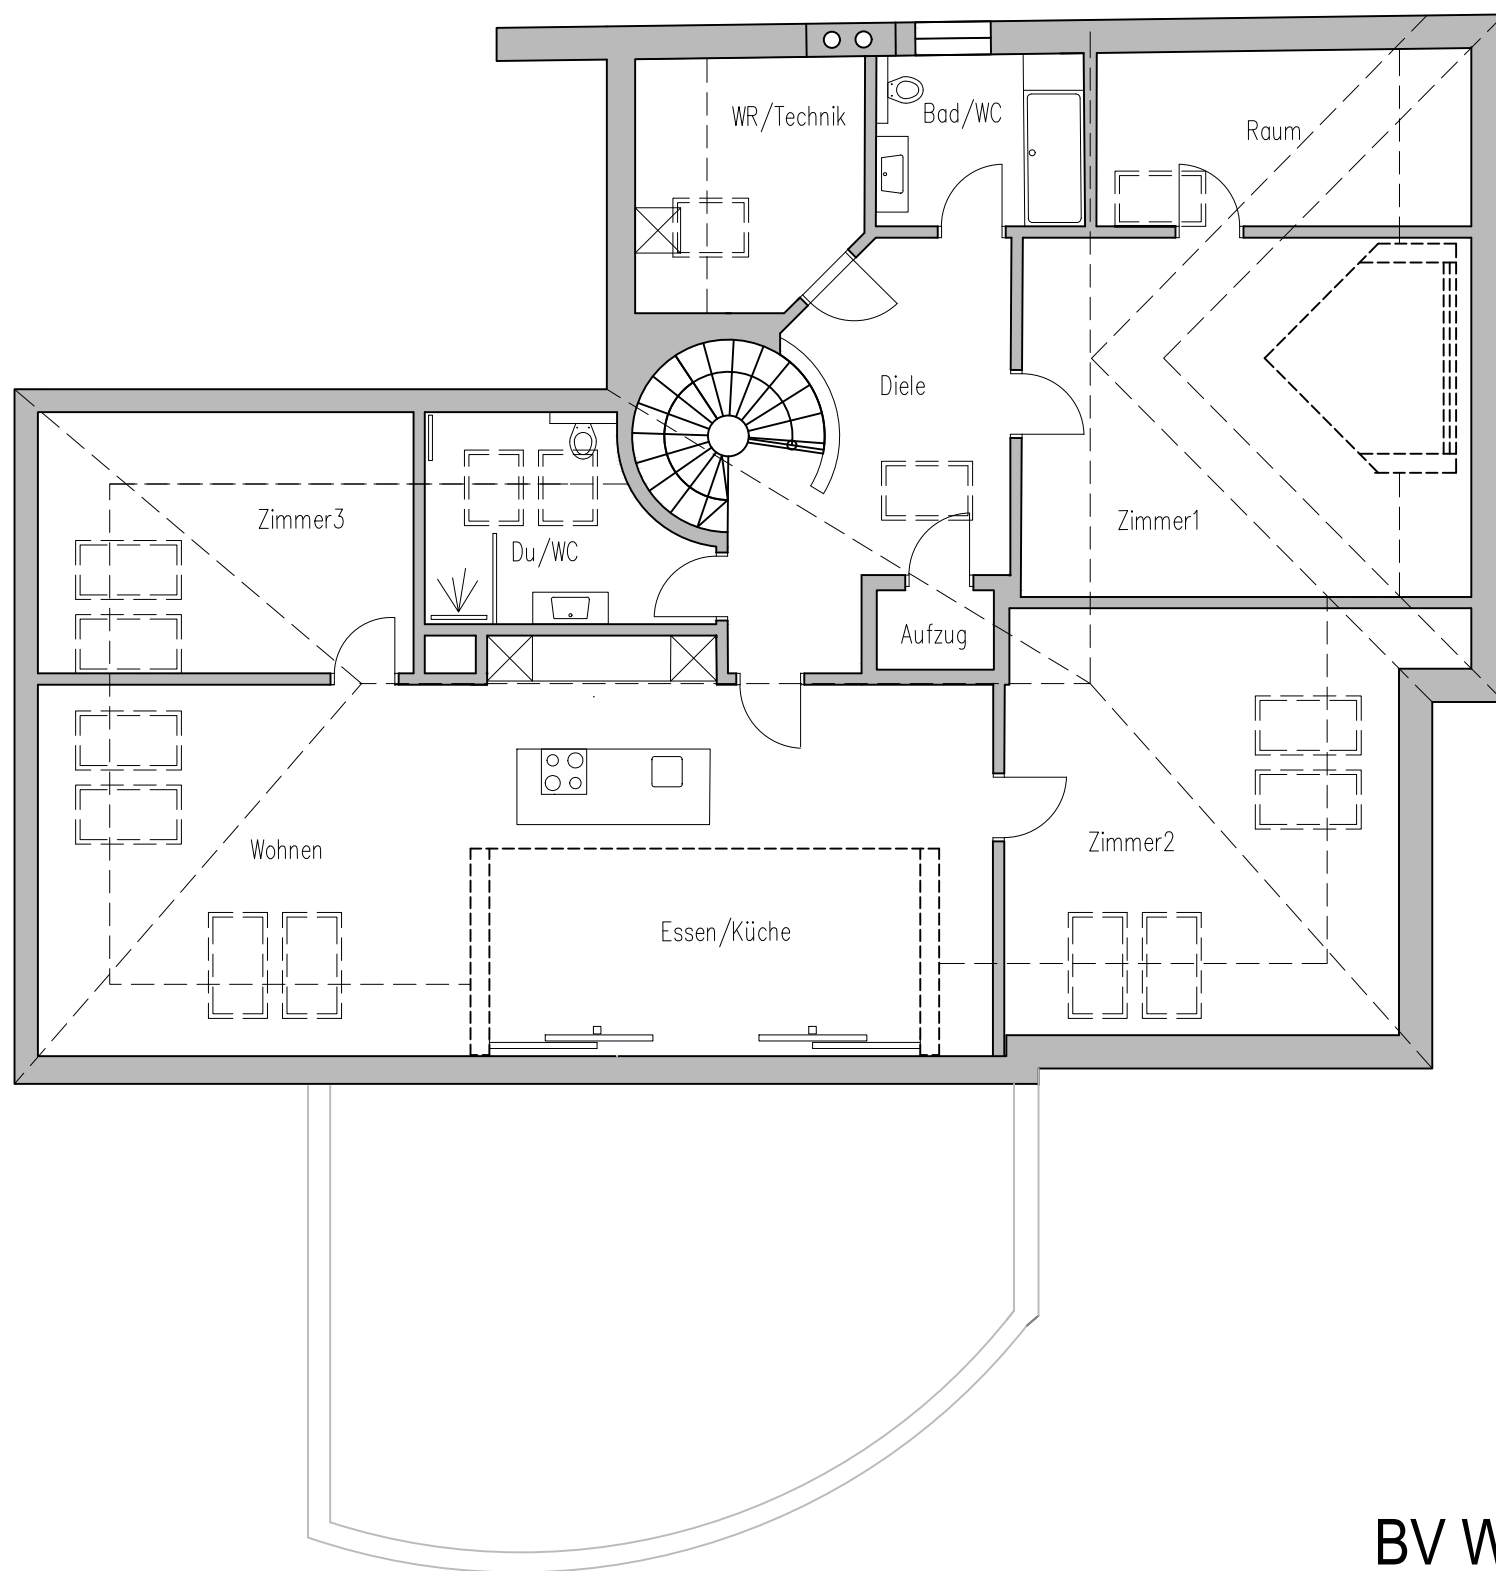 WR/Technik
Bad/WC
Raum
Diele
Zimmer3
Du/WC
Zimmer1
Aufzug
Wohnen
Zimmer2
Essen/Küche
BV W